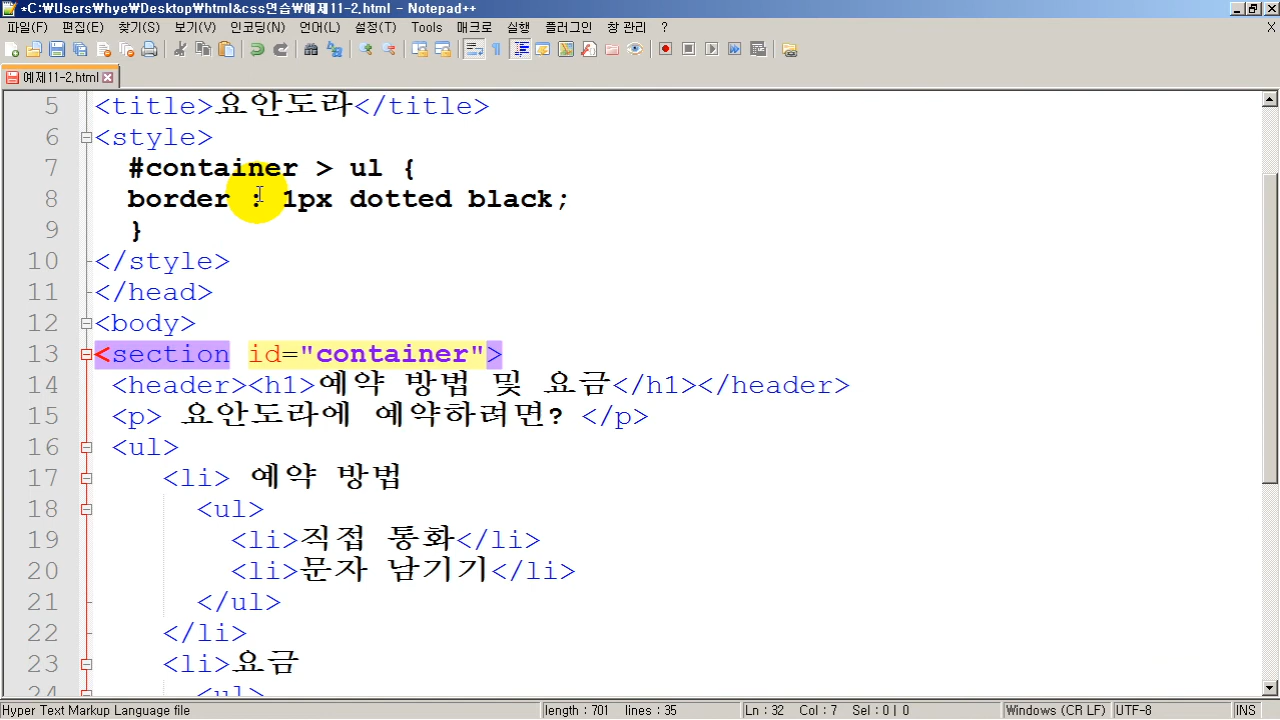 *C:\Users\hye\Desktop\html&css연습\예제11-2.html - Notepad++
파일(F) 편집(E) 찾기(S) 보기(V) 인코딩(N) 언어(L) 설정(T) Tools 매크로 실행 플러그인 창 관리 ? X
예제11-2.html
5 <title>요안도라</title>
6 <style>
7 #container > ul {
8 border : 1px dotted black;
9 }
10 </style>
11 </head>
12 <body>
13 <section id="container">
14 <header><h1>예약 방법 및 요금</h1></header>
15 <p> 요안도라에 예약하려면? </p>
16 <ul>
17 <li> 예약 방법
18 <ul>
19 <li>직접 통화</li>
20 <li>문자 남기기</li>
21 </ul>
22 </li>
23 <li>요금
24 <ul>
Hyper Text Markup Language file length : 701 lines : 35 Ln : 32 Col : 7 Sel : 0 | 0 Windows (CR LF) UTF-8 INS